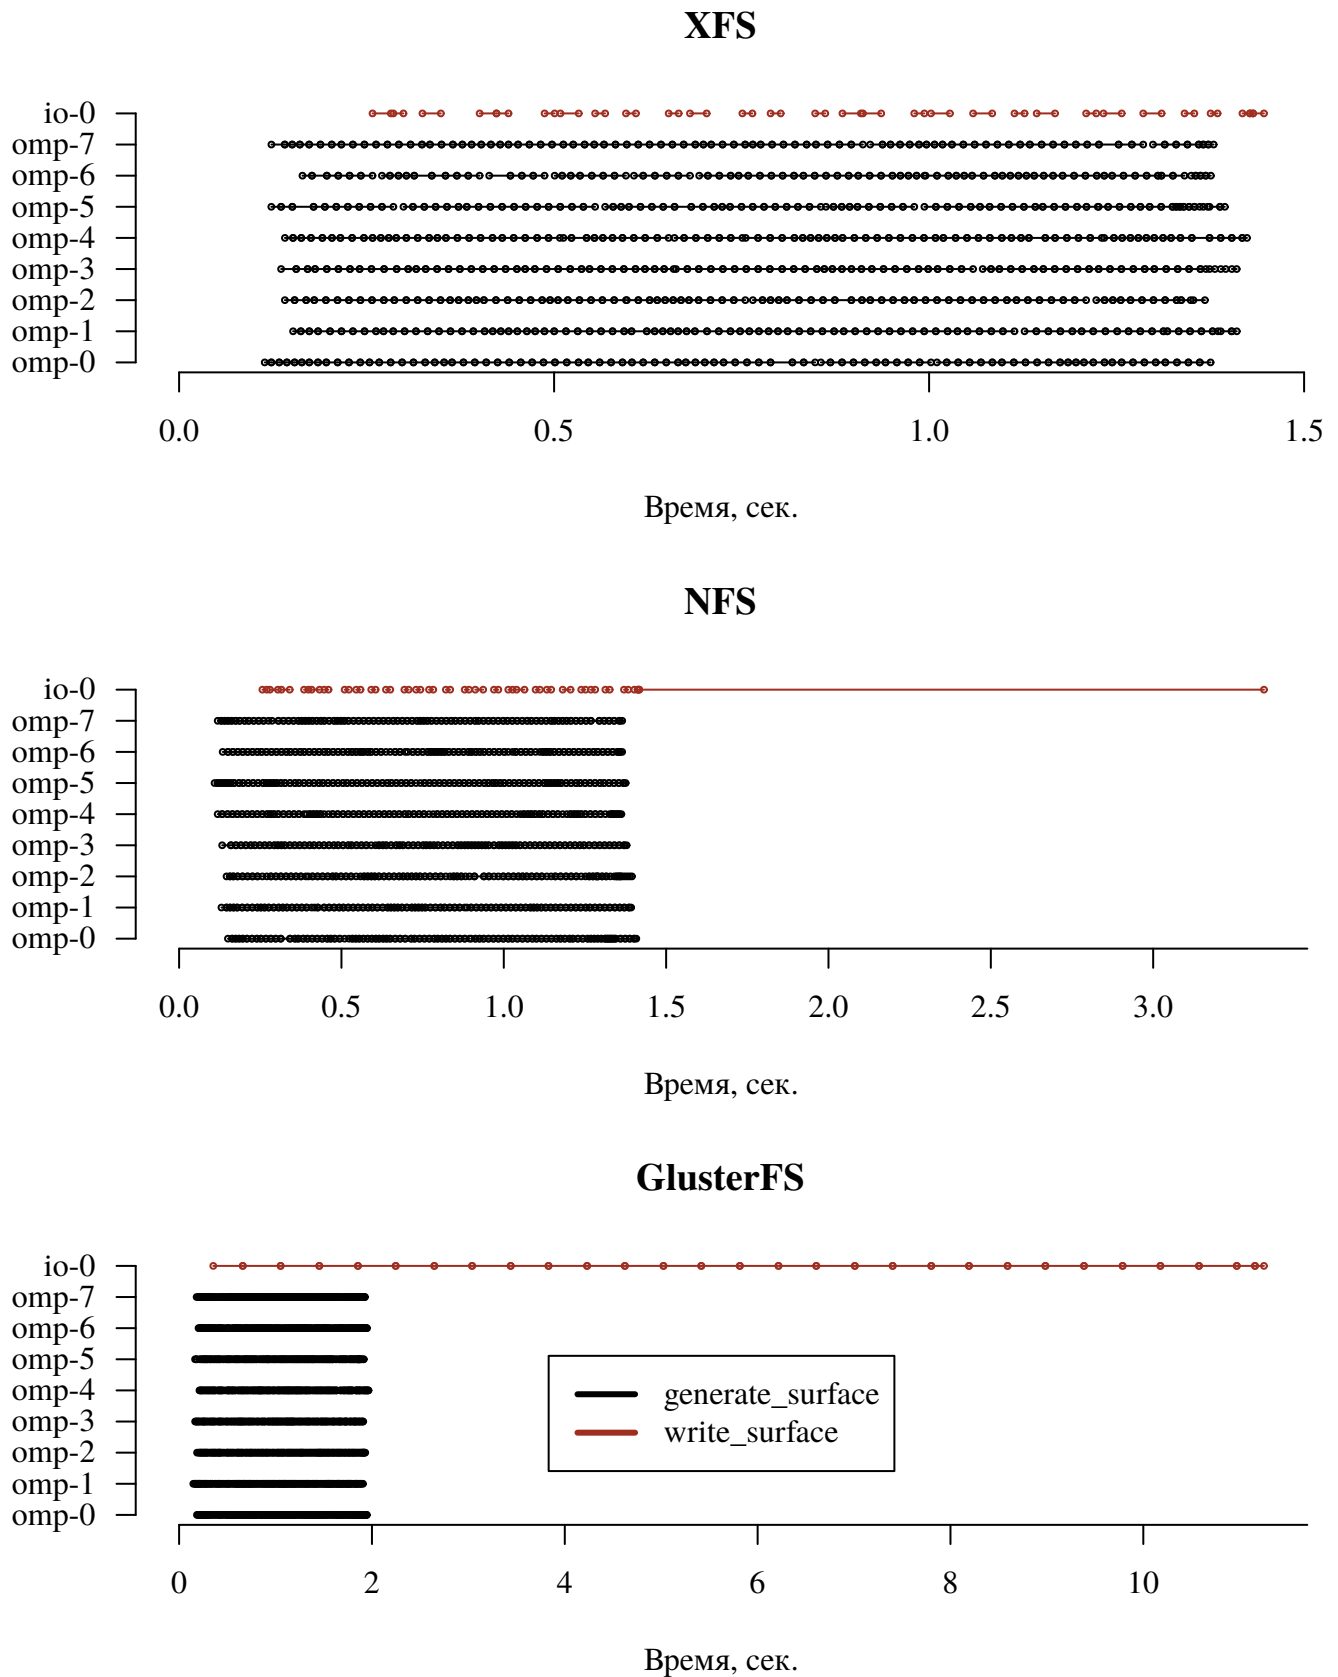 XFS
io-0
omp-7
omp-6
omp-5
omp-4
omp-3
omp-2
omp-1
omp-0
0.0 0.5 1.0 1.5
Время, сек.
NFS
io-0
omp-7
omp-6
omp-5
omp-4
omp-3
omp-2
omp-1
omp-0
0.0 0.5 1.0 1.5 2.0 2.5 3.0
Время, сек.
GlusterFS
io-0
omp-7
omp-6
omp-5
omp-4
omp-3
omp-2
omp-1
omp-0
generate_surface
write_surface
0 2 4 6 8 10
Время, сек.